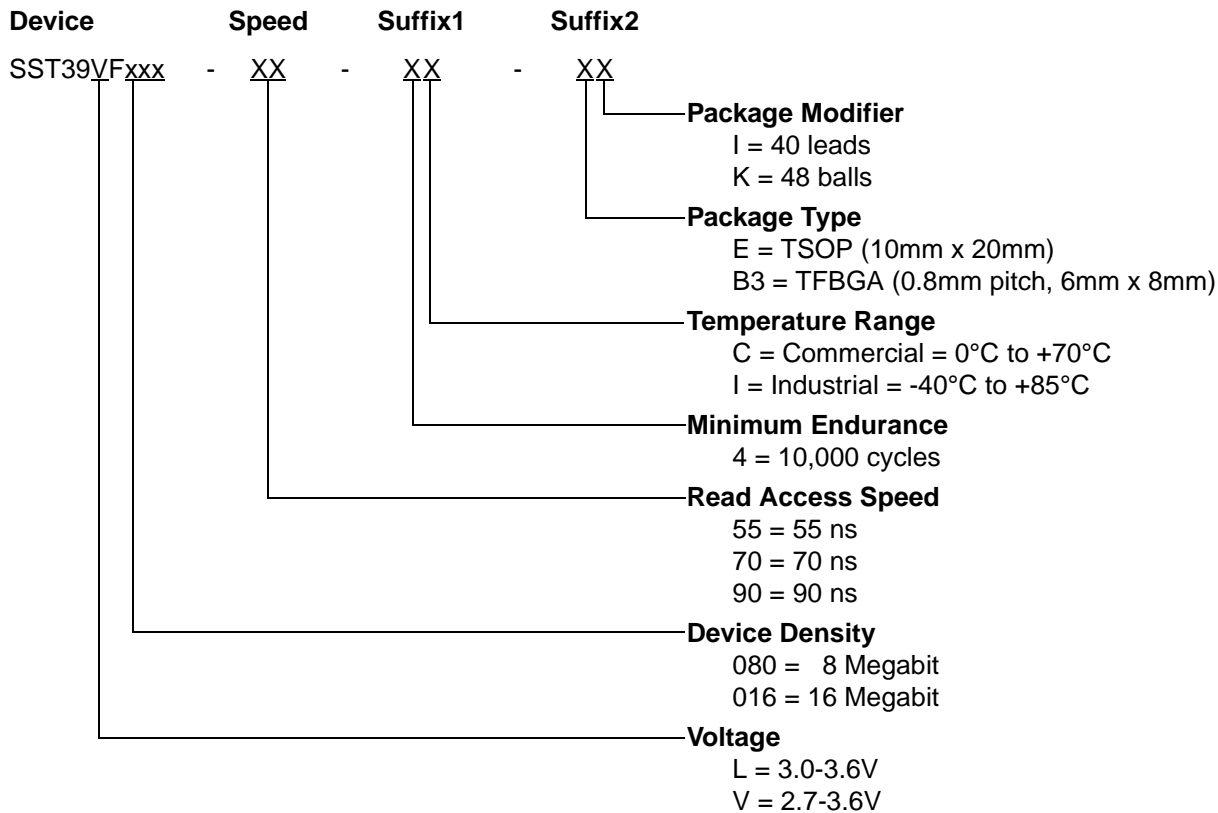 Device Speed Suffix1 Suffix2
SST39VFxxx - XX - XX - XX
Package Modifier
I = 40 leads
K = 48 balls
Package Type
E = TSOP (10mm x 20mm)
B3 = TFBGA (0.8mm pitch, 6mm x 8mm)
Temperature Range
C = Commercial = 0°C to +70°C
I = Industrial = -40°C to +85°C
Minimum Endurance
4 = 10,000 cycles
Read Access Speed
55 = 55 ns
70 = 70 ns
90 = 90 ns
Device Density
080 = 8 Megabit
016 = 16 Megabit
Voltage
L = 3.0-3.6V
V = 2.7-3.6V